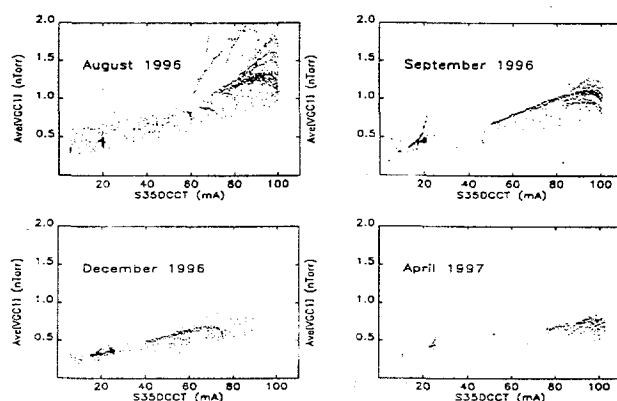 August 1996
Ave[VGC1] (nTorr)
2.0
1.5
1.0
0.5
20 40 60 80 100
S35DCCT (mA)
September 1996
Ave[VGC1] (nTorr)
2.0
1.5
1.0
0.5
20 40 60 80 100
S35DCCT (mA)
December 1996
Ave[VGC1] (nTorr)
2.0
1.5
1.0
0.5
20 40 60 80 100
S35DCCT (mA)
April 1997
Ave[VGC1] (nTorr)
2.0
1.5
1.0
0.5
20 40 60 80 100
S35DCCT (mA)